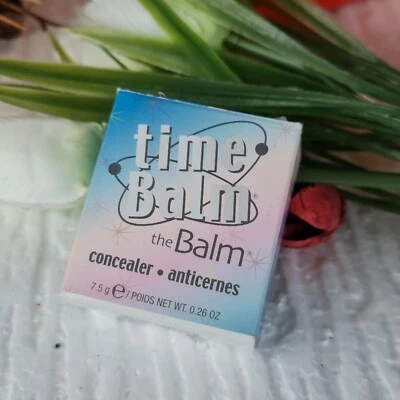 time
Balm®
theBalm®
concealer • anticernes
7.5 g ℮ / POIDS NET WT. 0.26 OZ